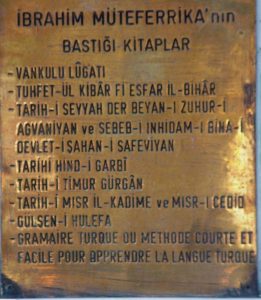 İBRAHİM MÜTEFERRİKA'nın
BASTIĞI KİTAPLAR
-VANKULU LÛGATI
-TUHFET-ÜL KİBÂR Fİ ESFAR İL-BİHÂR
-TARİH-İ SEYYAH DER BEYAN-I ZUHUR-İ
AGVANİYAN ve SEBEB-İ İNHİDAM-I BİNA-İ
DEVLET-İ ŞAHAN-I SAFEVİYAN
-TARİHİ HİND-İ GARBÎ
-TARİH-İ TİMUR GÜRGÂN
-TARİH-İ MISR İL-KADİME ve MISR-I CEDİD
-GÜLŞEN-İ HULEFA
-GRAMAIRE TURQUE OU METHODE COURTE ET
FACILE POUR APPRENDRE LA LANGUE TURQUE